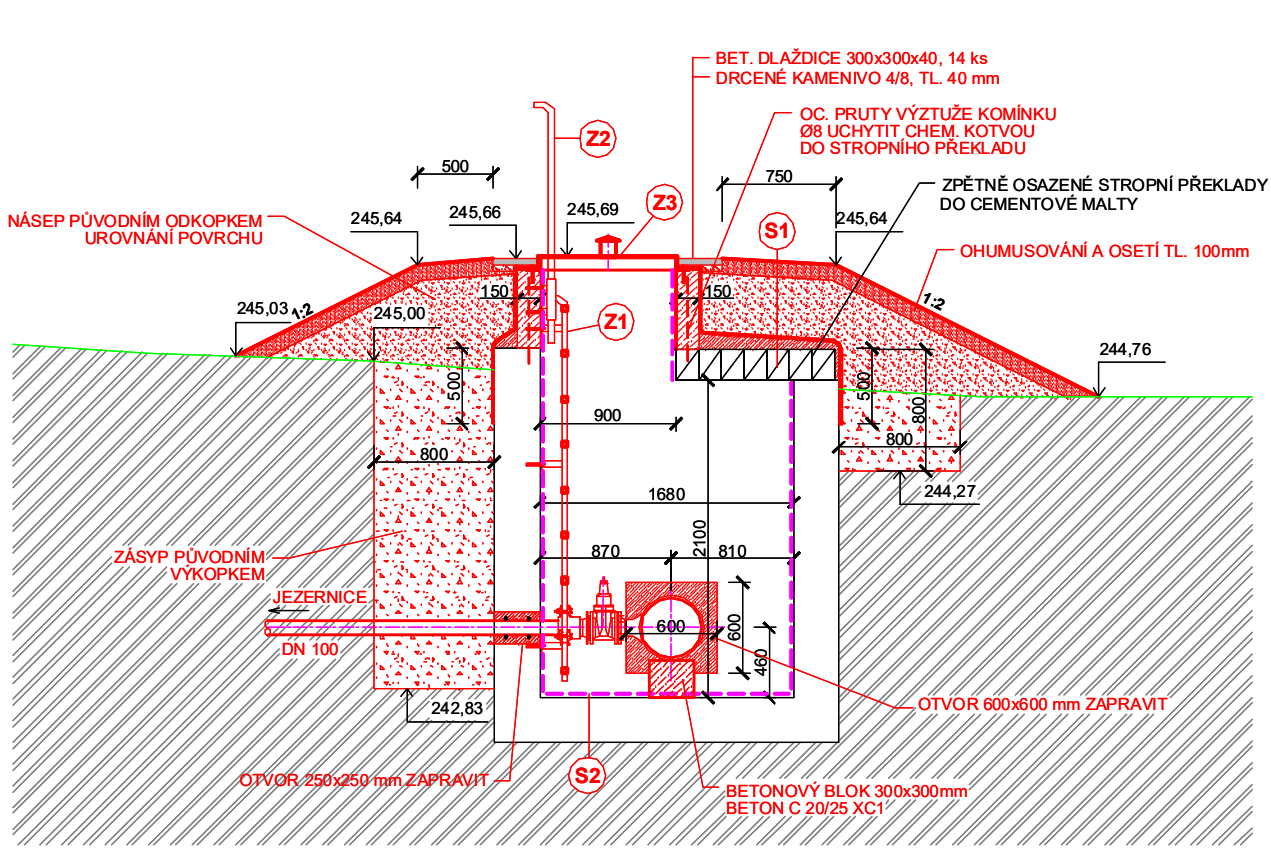 BET. DLAŽDICE 300x300x40, 14 ks
DRCENÉ KAMENIVO 4/8, TL. 40 mm
OC. PRUTY VÝZTUŽE KOMÍNKU
Ø8 UCHYTIT CHEM. KOTVOU
DO STROPNÍHO PŘEKLADU
Z2
500
750
ZPĚTNĚ OSAZENÉ STROPNÍ PŘEKLADY
DO CEMENTOVÉ MALTY
Z3
NÁSEP PŮVODNÍM ODKOPKEM
UROVNÁNÍ POVRCHU
245,64
245,66
245,69
S1
245,64
OHUMUSOVÁNÍ A OSETÍ TL. 100mm
150
150
1:2
1:2
245,03
245,00
Z1
244,76
500
500
800
900
800
800
1680
244,27
2100
870
810
ZÁSYP PŮVODNÍM
VÝKOPKEM
JEZERNICE
DN 100
600
600
460
242,83
OTVOR 600x600 mm ZAPRAVIT
OTVOR 250x250 mm ZAPRAVIT
S2
BETONOVÝ BLOK 300x300mm
BETON C 20/25 XC1